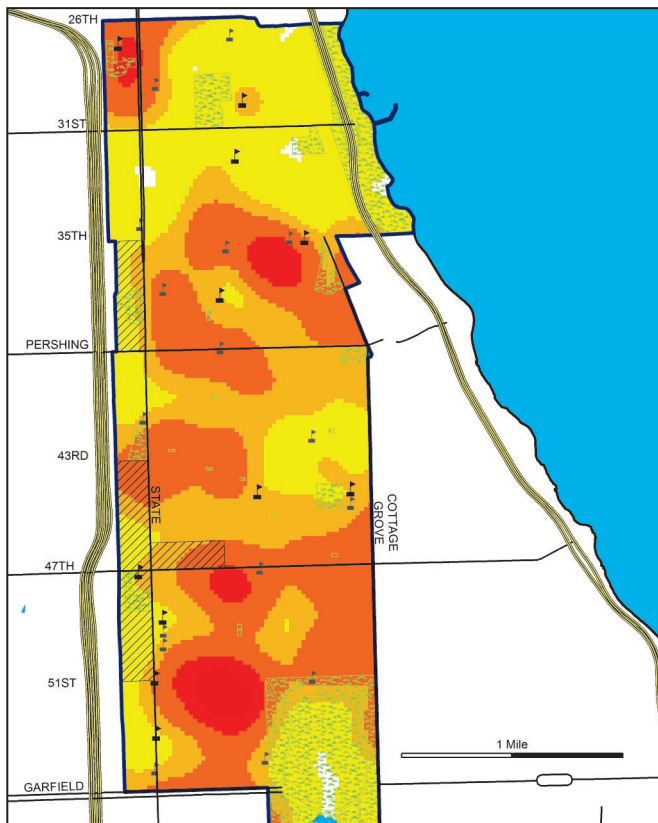 26TH
31ST
35TH
PERSHING
43RD
STATE
COTTAGE
GROVE
47TH
51ST
1 Mile
GARFIELD